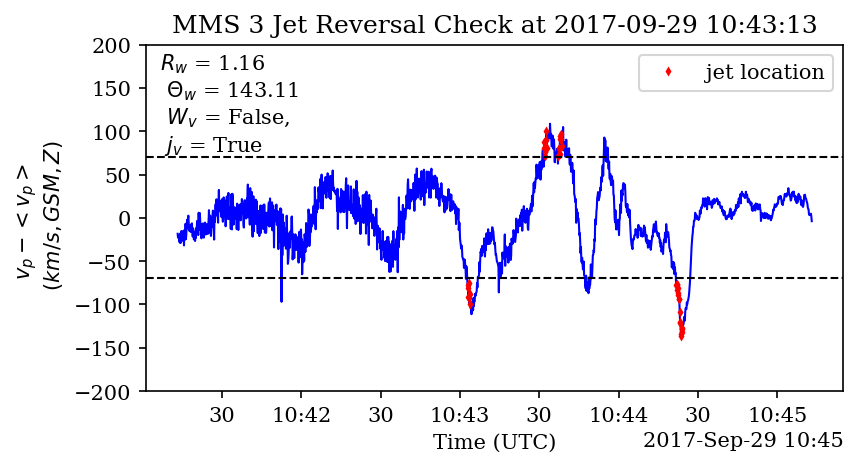 MMS 3 Jet Reversal Check at 2017-09-29 10:43:13
R_w = 1.16
Θ_w = 143.11
W_v = False,
j_v = True
jet location
v_p − <v_p>
(km/s, GSM, Z)
200
150
100
50
0
−50
−100
−150
−200
30 10:42 30 10:43 30 10:44 30 10:45
Time (UTC)
2017-Sep-29 10:45